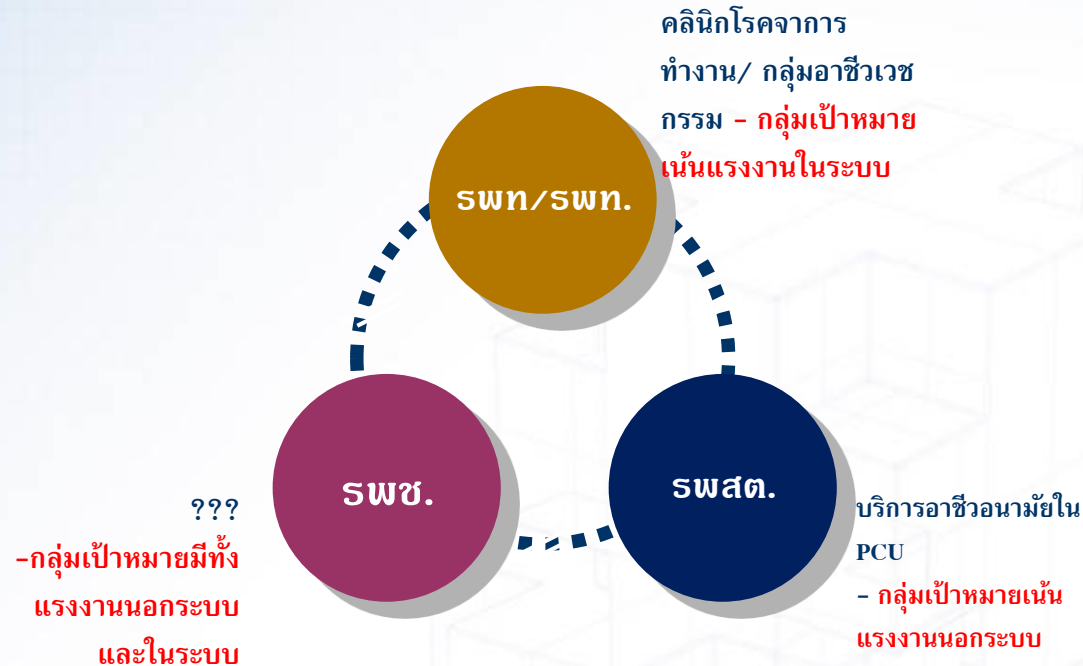 คลินิกโรคจาการ
ทำงาน/ กลุ่มอาชีวเวช
กรรม - กลุ่มเป้าหมาย
เน้นแรงงานในระบบ
รพท/รพท.
รพช.
รพสต.
???
-กลุ่มเป้าหมายมีทั้ง
แรงงานนอกระบบ
และในระบบ
บริการอาชีวอนามัยใน
PCU
- กลุ่มเป้าหมายเน้น
แรงงานนอกระบบ